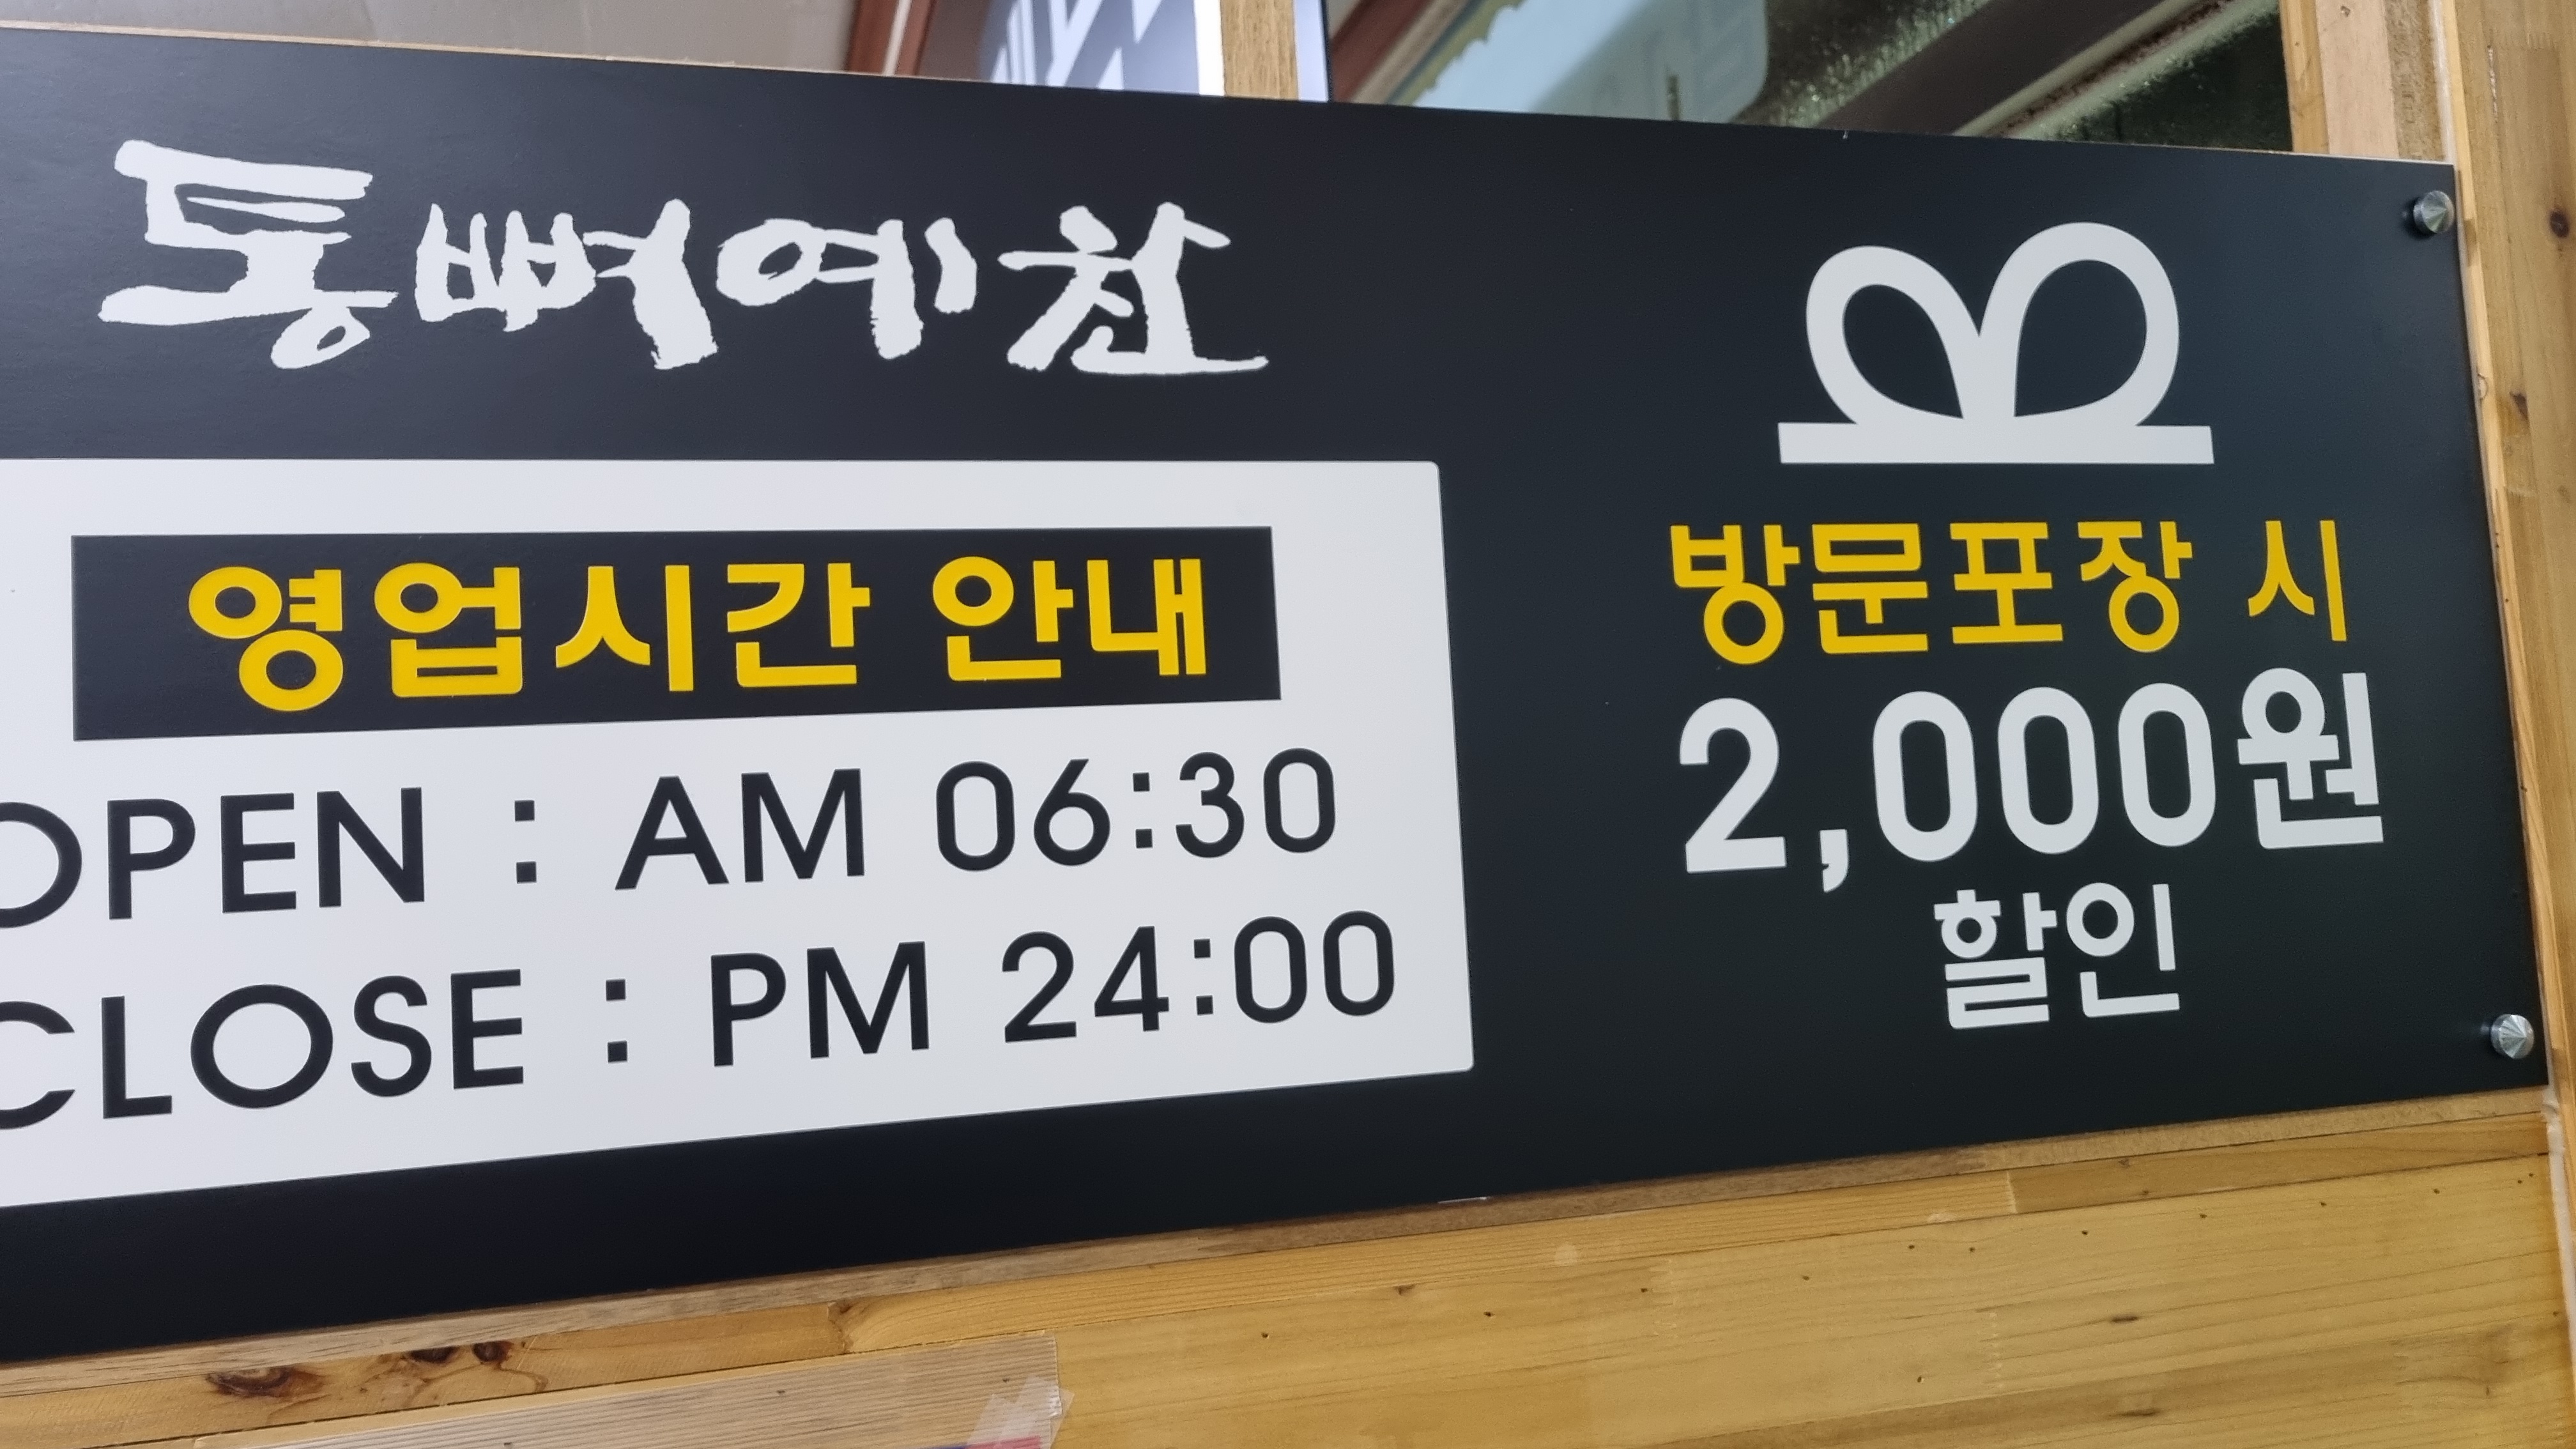 통뼈예찬
영업시간 안내
OPEN : AM 06:30
CLOSE : PM 24:00
방문포장 시
2,000원
할인